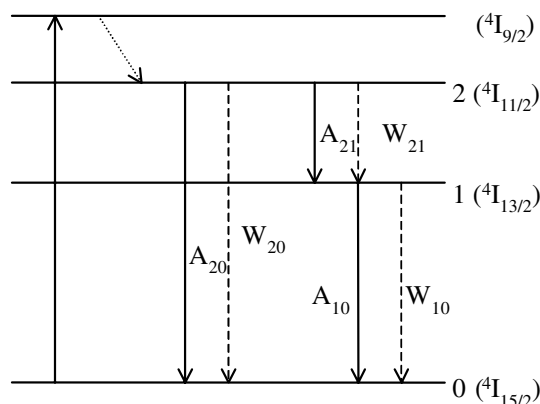 (⁴I₉/₂)
2 (⁴I₁₁/₂)
A₂₁ W₂₁
1 (⁴I₁₃/₂)
A₂₀ W₂₀ A₁₀ W₁₀
0 (⁴I₁₅/₂)